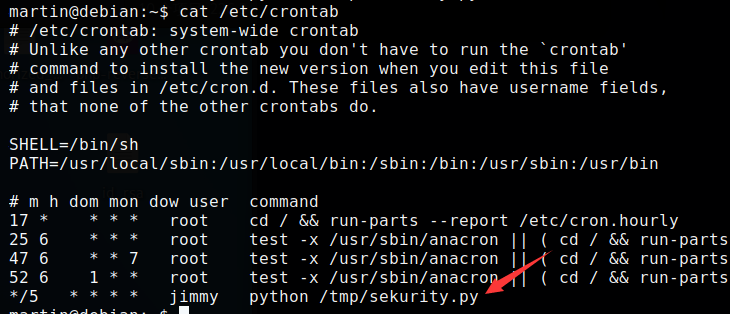 martin@debian:~$ cat /etc/crontab
# /etc/crontab: system-wide crontab
# Unlike any other crontab you don't have to run the `crontab'
# command to install the new version when you edit this file
# and files in /etc/cron.d. These files also have username fields,
# that none of the other crontabs do.

SHELL=/bin/sh
PATH=/usr/local/sbin:/usr/local/bin:/sbin:/bin:/usr/sbin:/usr/bin

# m h dom mon dow user  command
17 *    * * *   root    cd / && run-parts --report /etc/cron.hourly
25 6    * * *   root    test -x /usr/sbin/anacron || ( cd / && run-parts
47 6    * * 7   root    test -x /usr/sbin/anacron || ( cd / && run-parts
52 6    1 * *   root    test -x /usr/sbin/anacron || ( cd / && run-parts
*/5   * * * *   jimmy   python /tmp/sekurity.py
martin@debian:~$